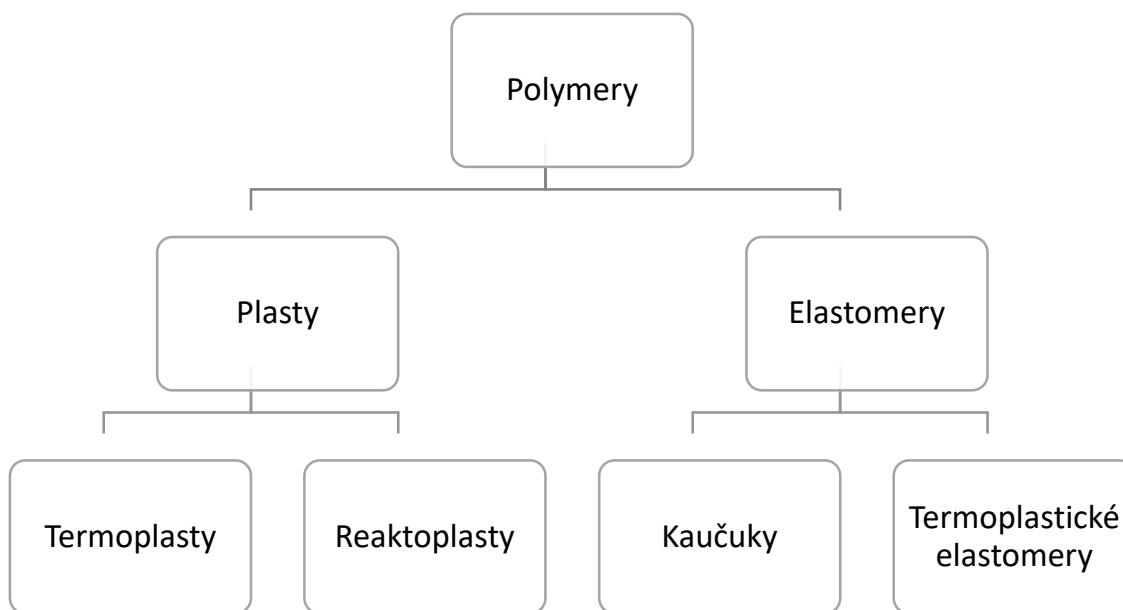 Polymery
Plasty
Elastomery
Termoplasty
Reaktoplasty
Kaučuky
Termoplastické
elastomery